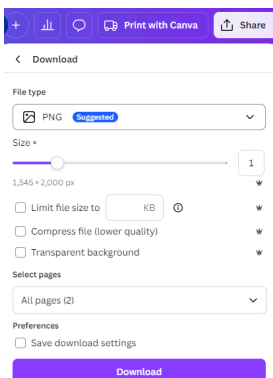 + Print with Canva Share
Download
File type
PNG Suggested
Size ×
1
1,545 × 2,000 px
Limit file size to KB
Compress file (lower quality)
Transparent background
Select pages
All pages (2)
Preferences
Save download settings
Download